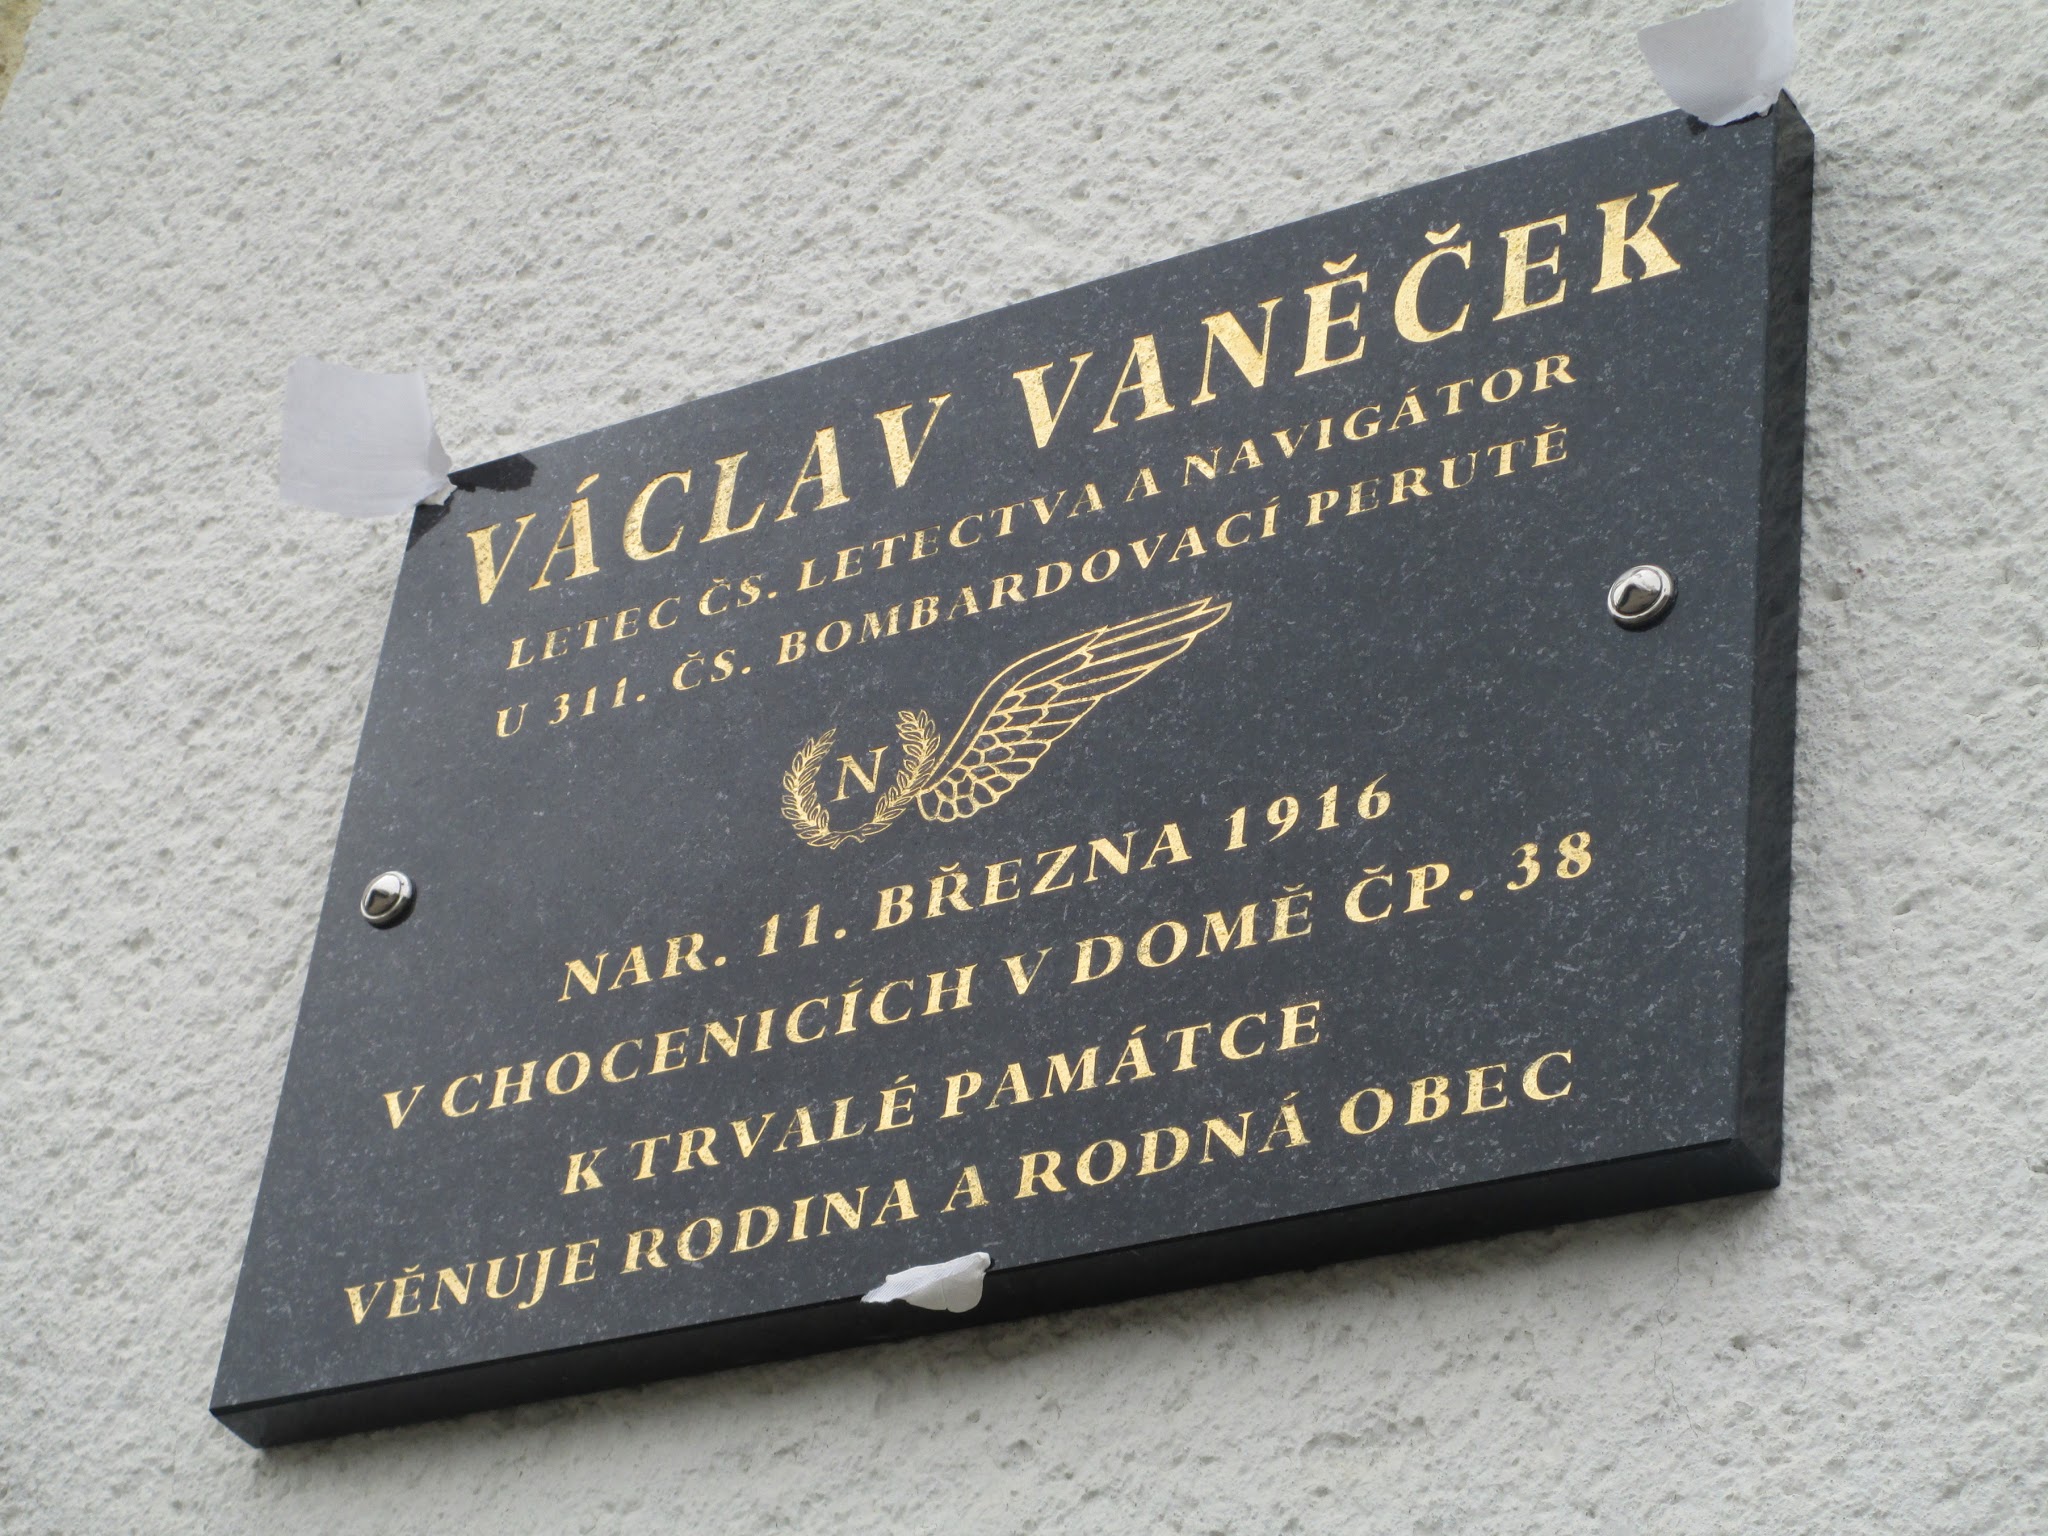 VÁCLAV VANĚČEK
LETEC ČS. LETECTVA A NAVIGÁTOR
U 311. ČS. BOMBARDOVACÍ PERUTĚ
N
NAR. 11. BŘEZNA 1916
V CHOCENICÍCH V DOMĚ ČP. 38
K TRVALÉ PAMÁTCE
VĚNUJE RODINA A RODNÁ OBEC